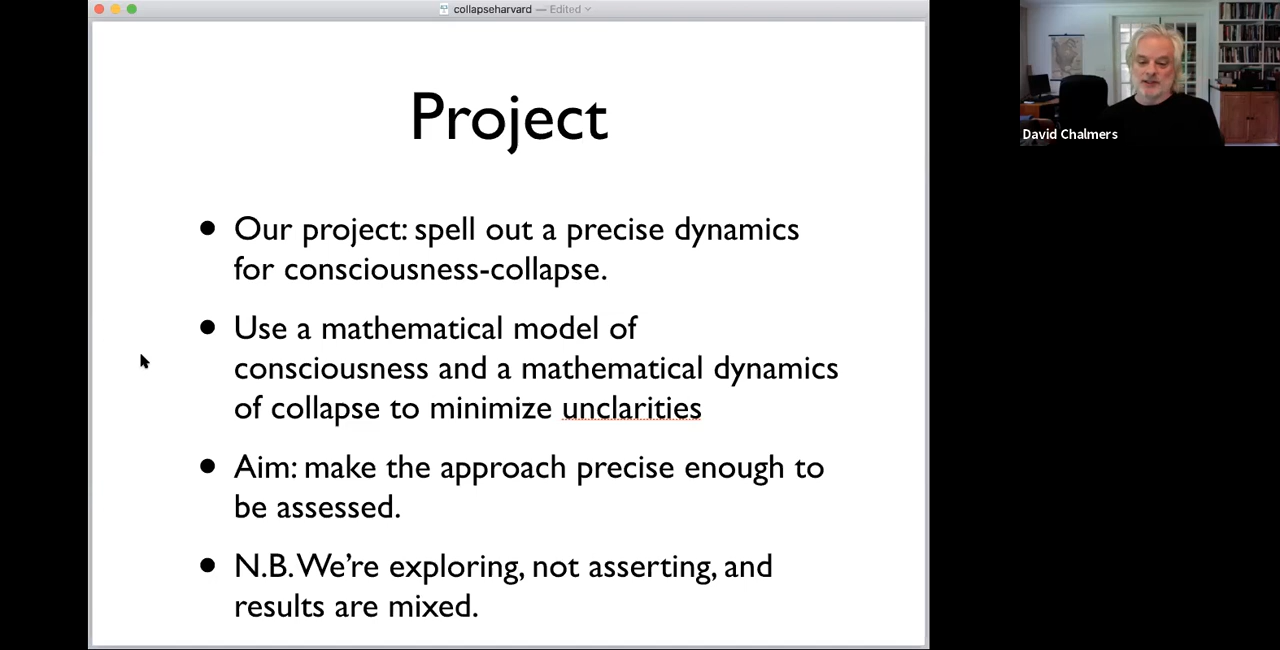 collapseharvard — Edited
Project
• Our project: spell out a precise dynamics
for consciousness-collapse.
• Use a mathematical model of
consciousness and a mathematical dynamics
of collapse to minimize unclarities
• Aim: make the approach precise enough to
be assessed.
• N.B. We’re exploring, not asserting, and
results are mixed.
David Chalmers